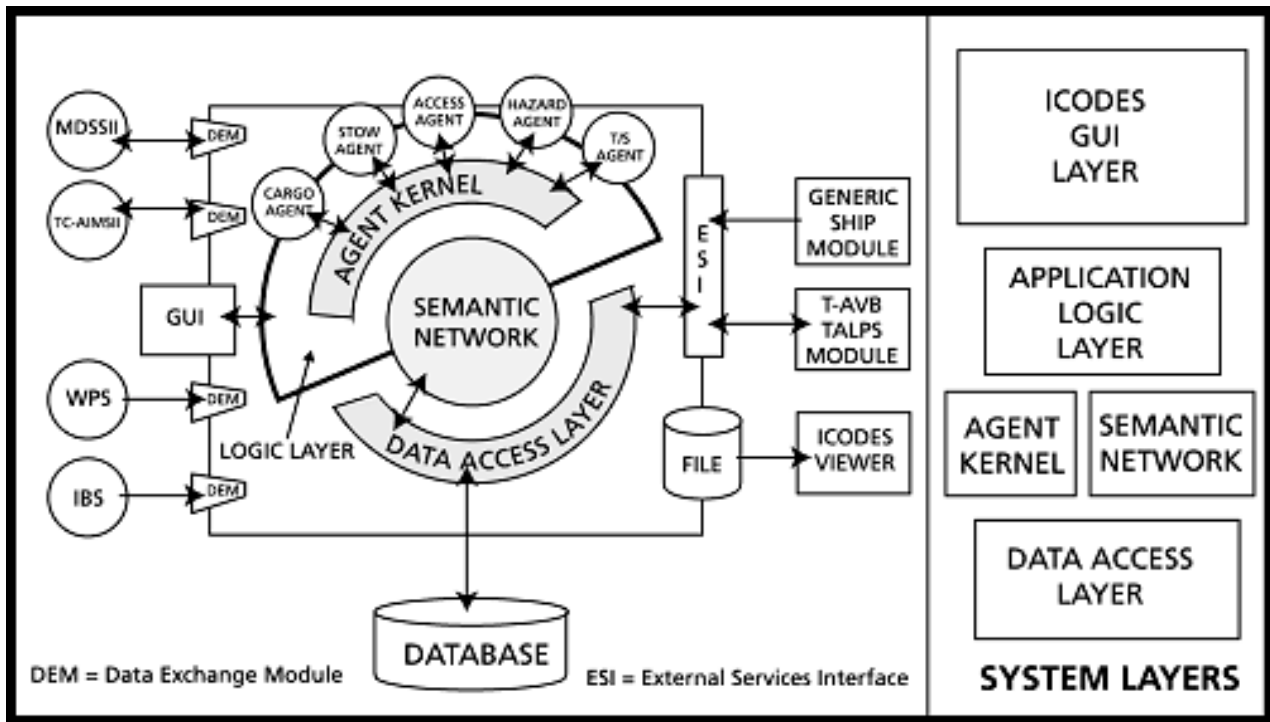 MDSSII
DEM
TC-AIMSII
DEM
GUI
WPS
DEM
IBS
DEM
CARGO
AGENT
STOW
AGENT
ACCESS
AGENT
HAZARD
AGENT
T/S
AGENT
AGENT KERNEL
SEMANTIC
NETWORK
LOGIC LAYER
DATA ACCESS LAYER
ESI
GENERIC
SHIP
MODULE
T-AVB
TALPS
MODULE
FILE
ICODES
VIEWER
DATABASE
DEM = Data Exchange Module
ESI = External Services Interface
ICODES
GUI
LAYER
APPLICATION
LOGIC
LAYER
AGENT
KERNEL
SEMANTIC
NETWORK
DATA ACCESS
LAYER
SYSTEM LAYERS